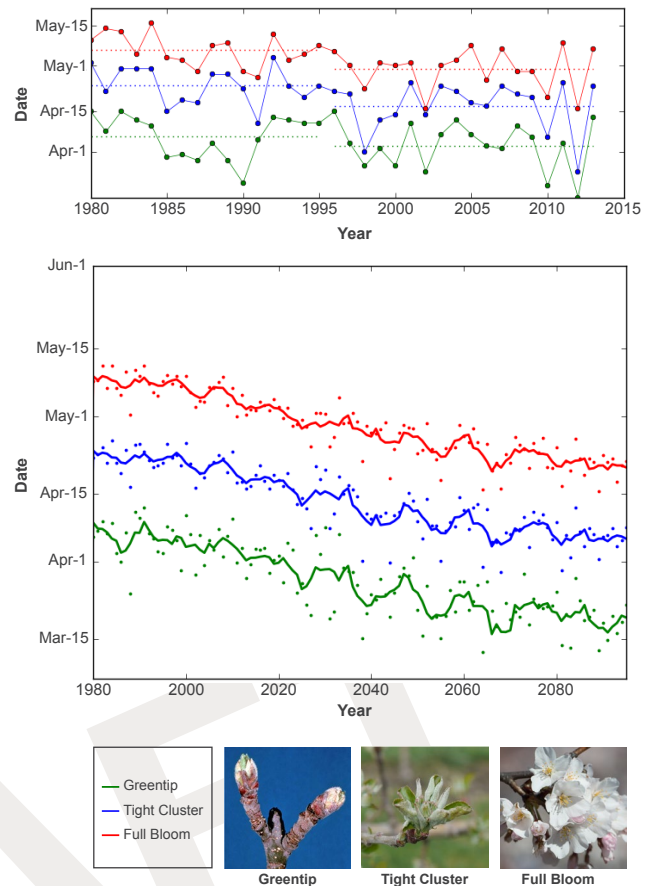 May-15
May-1
Apr-15
Apr-1
Date
1980 1985 1990 1995 2000 2005 2010 2015
Year
Jun-1
May-15
May-1
Apr-15
Apr-1
Mar-15
Date
1980 2000 2020 2040 2060 2080
Year
Greentip
Tight Cluster
Full Bloom
Greentip Tight Cluster Full Bloom